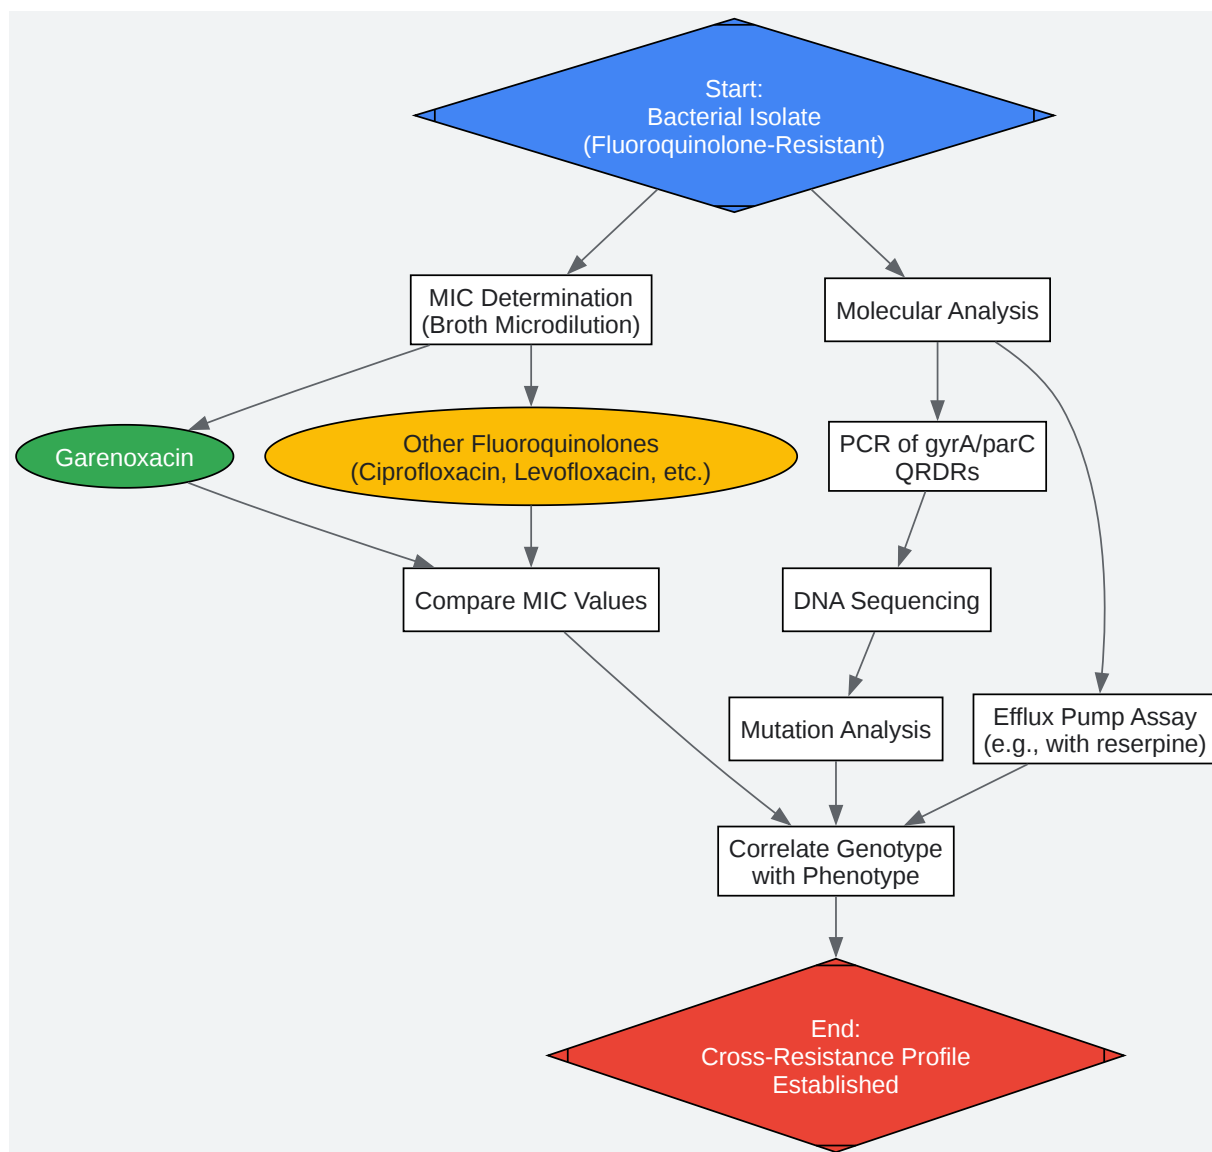 Start:
Bacterial Isolate
(Fluoroquinolone-Resistant)
MIC Determination
(Broth Microdilution)
Molecular Analysis
Garenoxacin
Other Fluoroquinolones
(Ciprofloxacin, Levofloxacin, etc.)
PCR of gyrA/parC
QRDRs
Compare MIC Values
DNA Sequencing
Mutation Analysis
Efflux Pump Assay
(e.g., with reserpine)
Correlate Genotype
with Phenotype
End:
Cross-Resistance Profile
Established